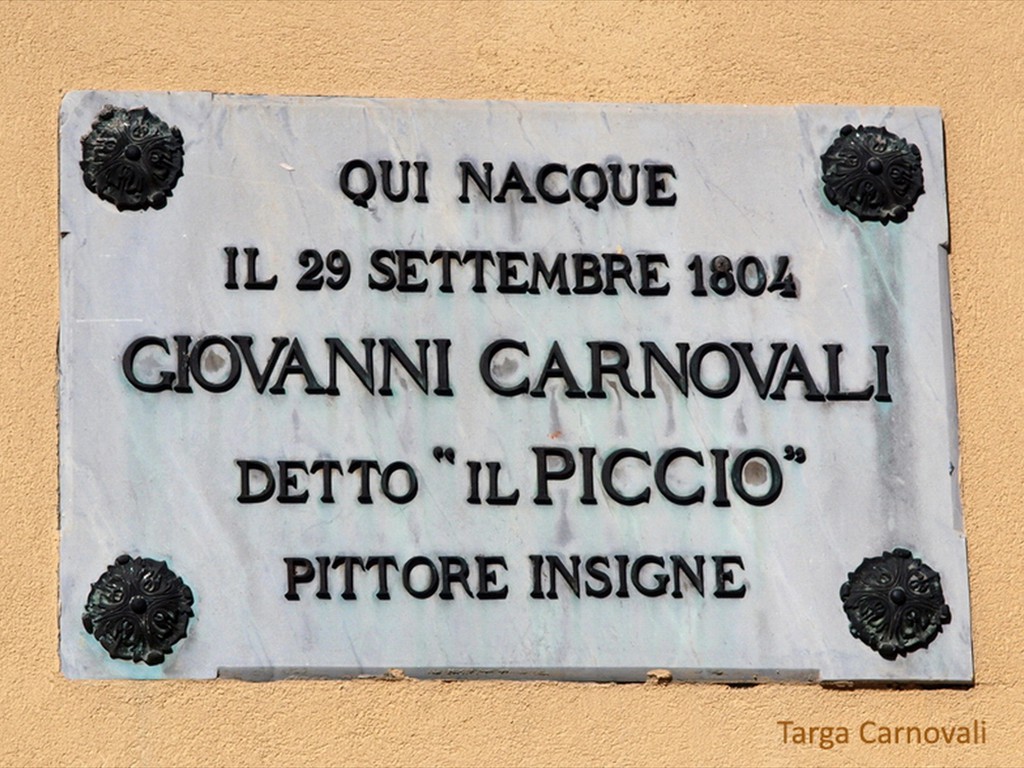 QUI NACQUE
IL 29 SETTEMBRE 1804
GIOVANNI CARNOVALI
DETTO "IL PICCIO"
PITTORE INSIGNE
Targa Carnovali